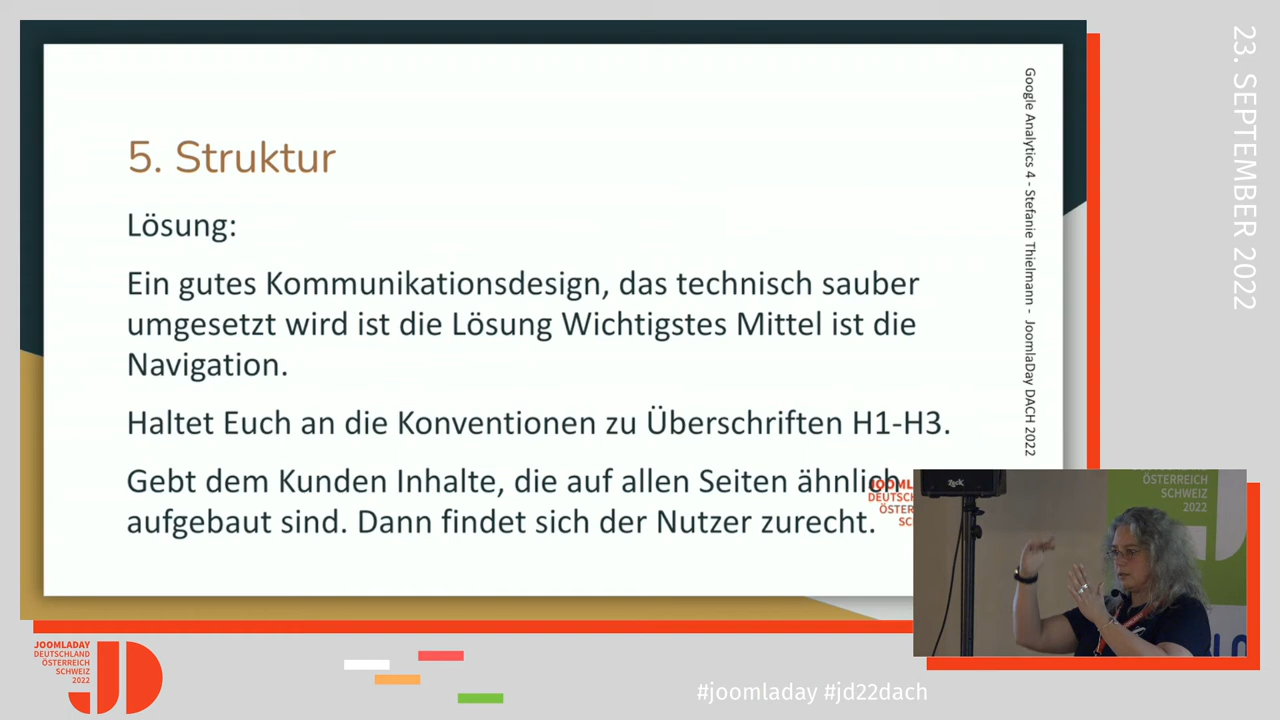 5. Struktur
Lösung:
Ein gutes Kommunikationsdesign, das technisch sauber
umgesetzt wird ist die Lösung Wichtigstes Mittel ist die
Navigation.
Haltet Euch an die Konventionen zu Überschriften H1-H3.
Gebt dem Kunden Inhalte, die auf allen Seiten ähnlich
aufgebaut sind. Dann findet sich der Nutzer zurecht.
Google Analytics 4 - Stefanie Thielmann - JoomlaDay DACH 2022
23. SEPTEMBER 2022
ÖSTERREICH
SCHWEIZ
2022
JOOMLADAY
DEUTSCHLAND
ÖSTERREICH
SCHWEIZ
2022
JD
#joomladay #jd22dach